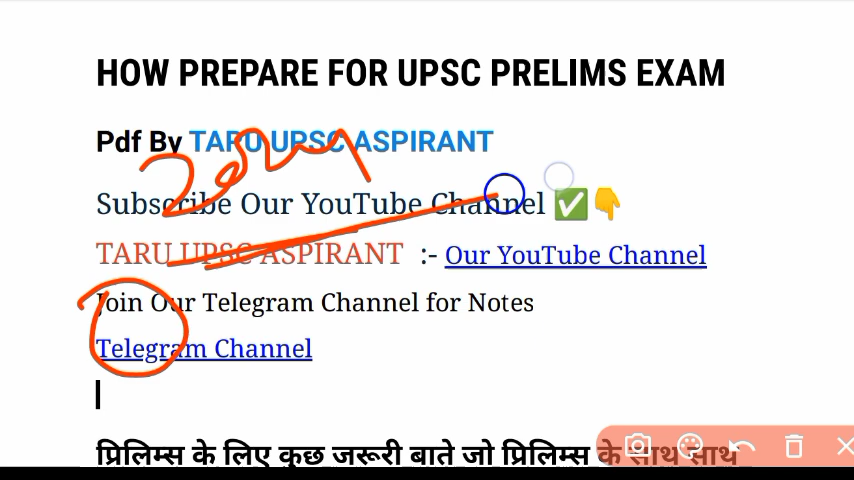 HOW PREPARE FOR UPSC PRELIMS EXAM
Pdf By TARU UPSC ASPIRANT
Subscribe Our YouTube Channel ✅👇
TARU UPSC ASPIRANT :- Our YouTube Channel
Join Our Telegram Channel for Notes
Telegram Channel
प्रिलिम्स के लिए कुछ जरूरी बाते जो प्रिलिम्स के साथ साथ